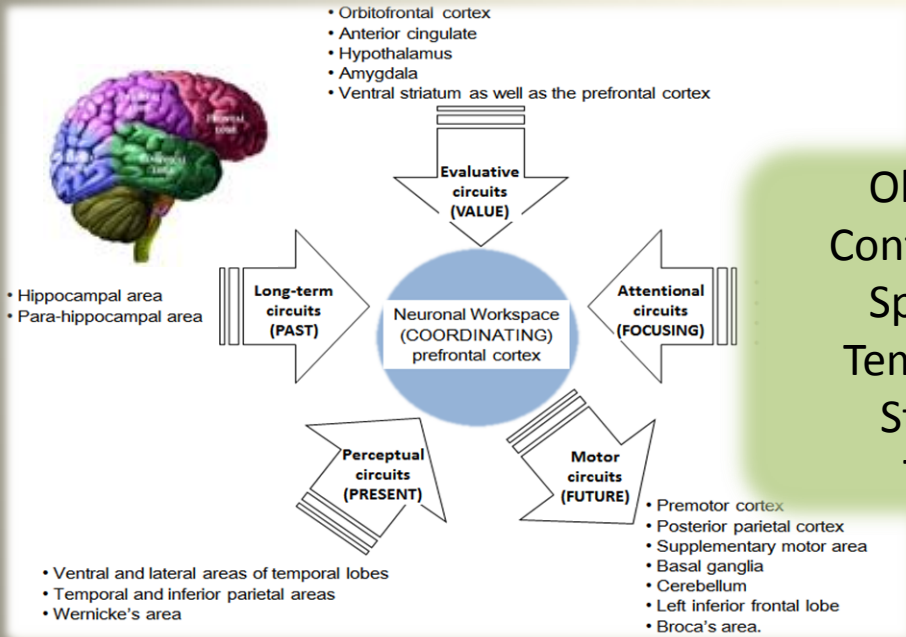 • Orbitofrontal cortex
• Anterior cingulate
• Hypothalamus
• Amygdala
• Ventral striatum as well as the prefrontal cortex
Evaluative
circuits
(VALUE)
• Hippocampal area
• Para-hippocampal area
Long-term
circuits
(PAST)
Neuronal Workspace
(COORDINATING)
prefrontal cortex
Attentional
circuits
(FOCUSING)
Perceptual
circuits
(PRESENT)
Motor
circuits
(FUTURE)
• Ventral and lateral areas of temporal lobes
• Temporal and inferior parietal areas
• Wernicke's area
• Premotor cortex
• Posterior parietal cortex
• Supplementary motor area
• Basal ganglia
• Cerebellum
• Left inferior frontal lobe
• Broca's area.